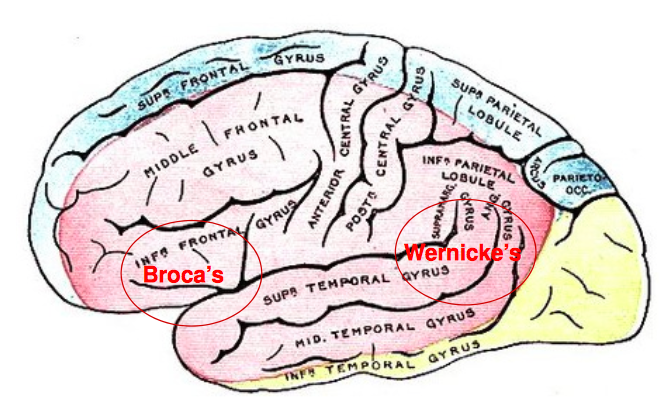 SUPR FRONTAL GYRUS
MIDDLE FRONTAL
GYRUS
ANTERIOR CENTRAL GYRUS
POSTR CENTRAL GYRUS
SUPR PARIETAL
LOBULE
ARCUS
PARIETO-
OCC.
INFR PARIETAL
LOBULE
SUPRAMARG.
GYRUS
GYRUS
INFR FRONTAL GYRUS
Broca's
Wernicke's
SUPR TEMPORAL GYRUS
MID. TEMPORAL GYRUS
INFR TEMPORAL GYRUS